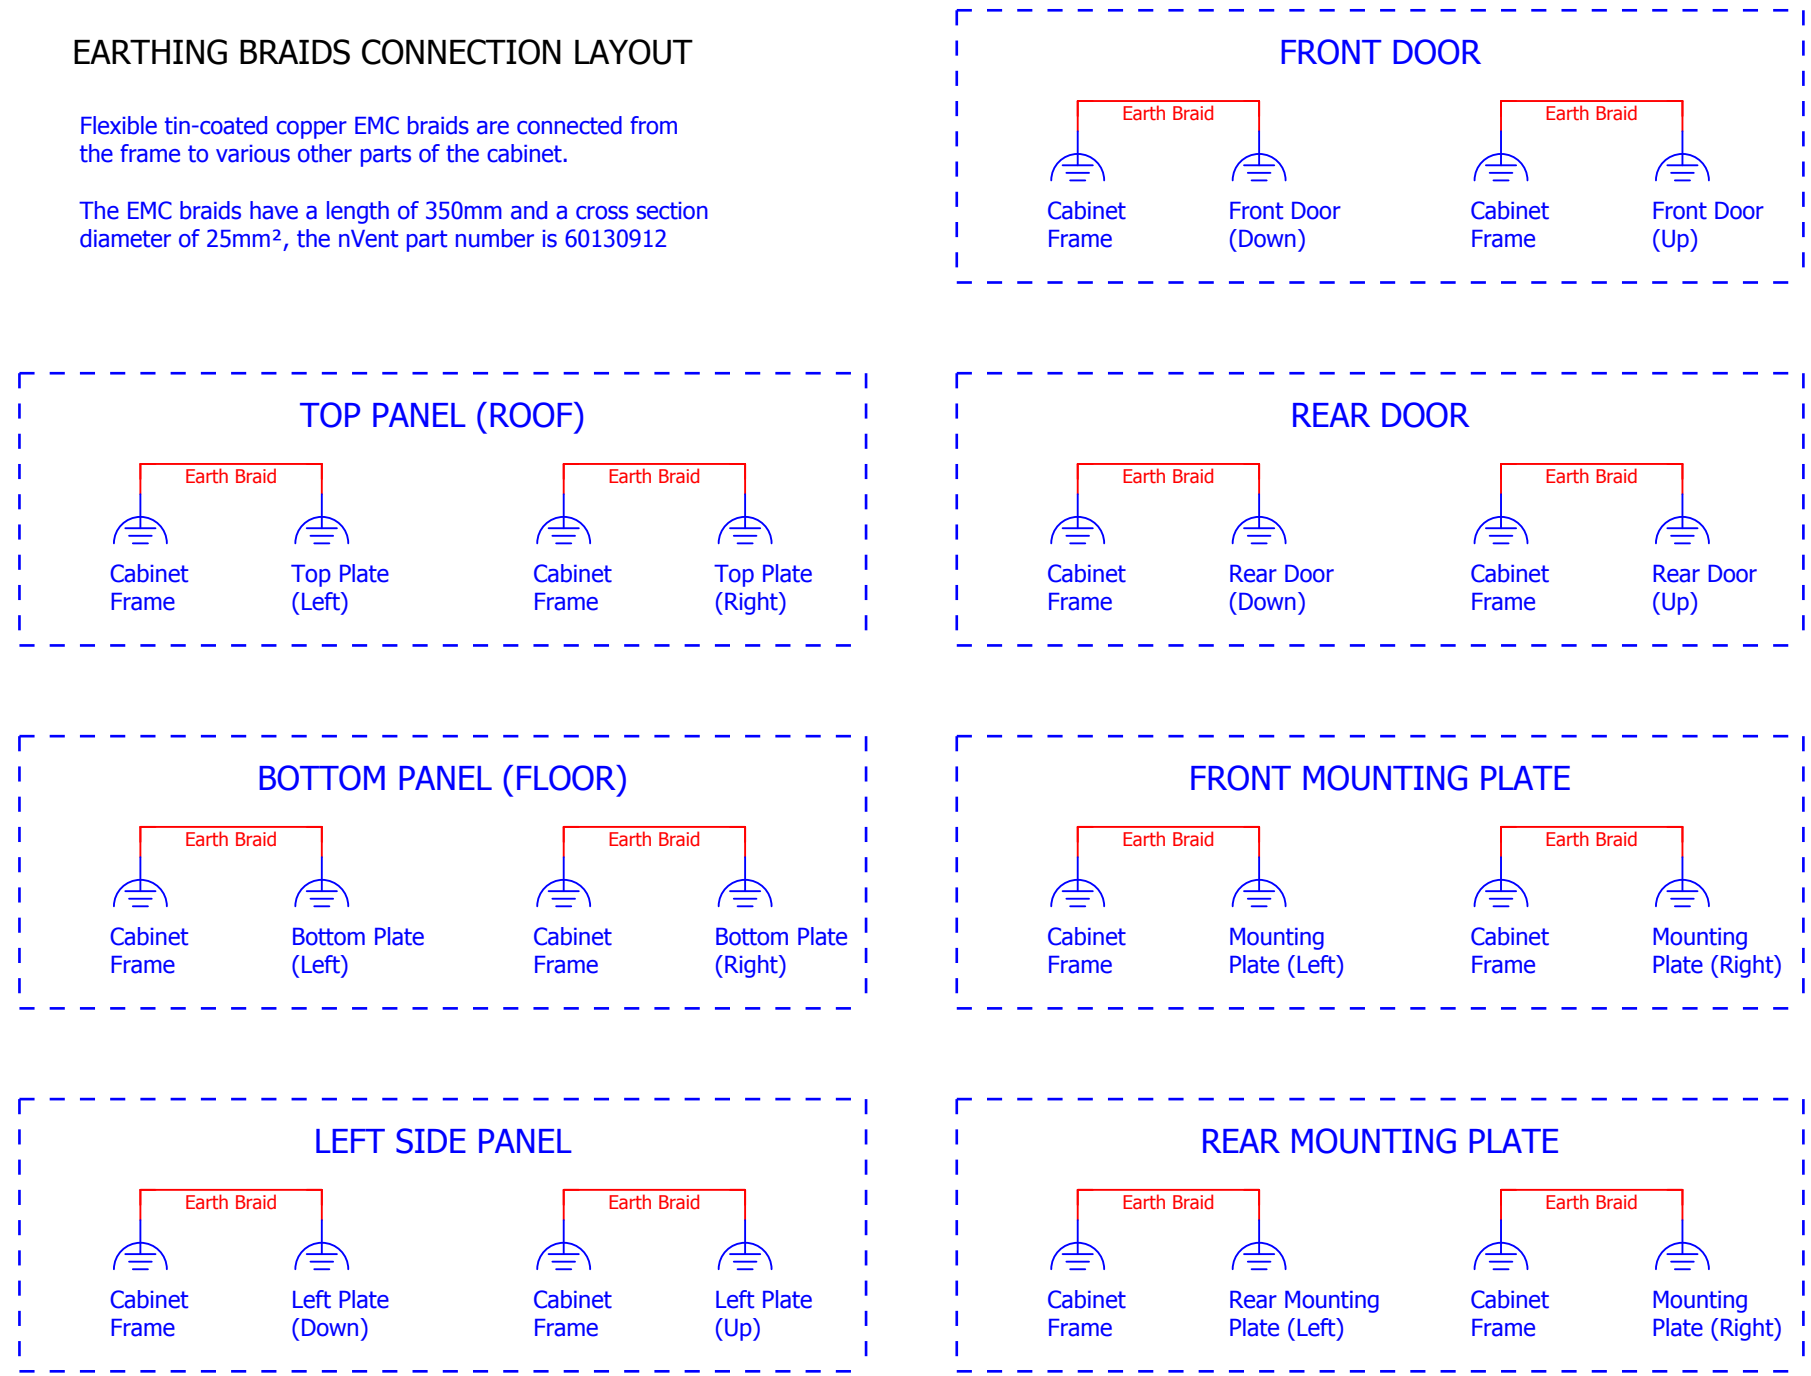 EARTHING BRAIDS CONNECTION LAYOUT
Flexible tin-coated copper EMC braids are connected from
the frame to various other parts of the cabinet.
The EMC braids have a length of 350mm and a cross section
diameter of 25mm², the nVent part number is 60130912
FRONT DOOR
Earth Braid
Cabinet
Frame
Front Door
(Down)
Earth Braid
Cabinet
Frame
Front Door
(Up)
TOP PANEL (ROOF)
Earth Braid
Cabinet
Frame
Top Plate
(Left)
Earth Braid
Cabinet
Frame
Top Plate
(Right)
REAR DOOR
Earth Braid
Cabinet
Frame
Rear Door
(Down)
Earth Braid
Cabinet
Frame
Rear Door
(Up)
BOTTOM PANEL (FLOOR)
Earth Braid
Cabinet
Frame
Bottom Plate
(Left)
Earth Braid
Cabinet
Frame
Bottom Plate
(Right)
FRONT MOUNTING PLATE
Earth Braid
Cabinet
Frame
Mounting
Plate (Left)
Earth Braid
Cabinet
Frame
Mounting
Plate (Right)
LEFT SIDE PANEL
Earth Braid
Cabinet
Frame
Left Plate
(Down)
Earth Braid
Cabinet
Frame
Left Plate
(Up)
REAR MOUNTING PLATE
Earth Braid
Cabinet
Frame
Rear Mounting
Plate (Left)
Earth Braid
Cabinet
Frame
Mounting
Plate (Right)